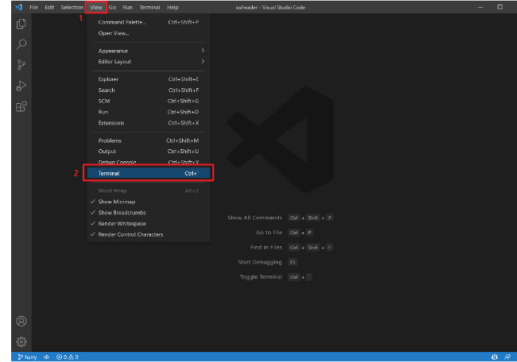 File Edit Selection View Go Run Terminal Help
awheader - Visual Studio Code
1
Command Palette... Ctrl+Shift+P
Open View...
Appearance
Editor Layout
Explorer Ctrl+Shift+E
Search Ctrl+Shift+F
SCM Ctrl+Shift+G
Run Ctrl+Shift+D
Extensions Ctrl+Shift+X
Problems Ctrl+Shift+M
Output Ctrl+Shift+U
Debug Console Ctrl+Shift+Y
2 Terminal Ctrl+`
Word Wrap Alt+Z
Show Minimap
Show Breadcrumbs
Render Whitespace
Render Control Characters
Show All Commands Ctrl + Shift + P
Go to File Ctrl + P
Find in Files Ctrl + Shift + F
Start Debugging F5
Toggle Terminal Ctrl + `
0 0